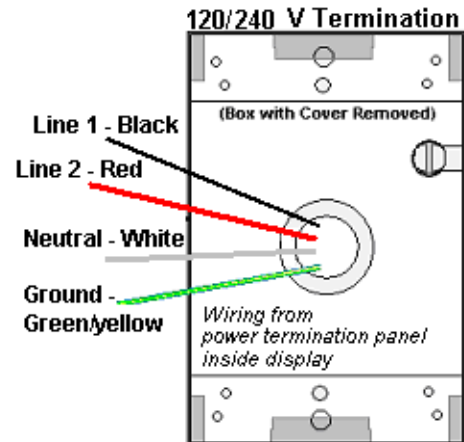 120/240 V Termination
(Box with Cover Removed)
Line 1 - Black
Line 2 - Red
Neutral - White
Ground -
Green/yellow
Wiring from
power termination panel
inside display